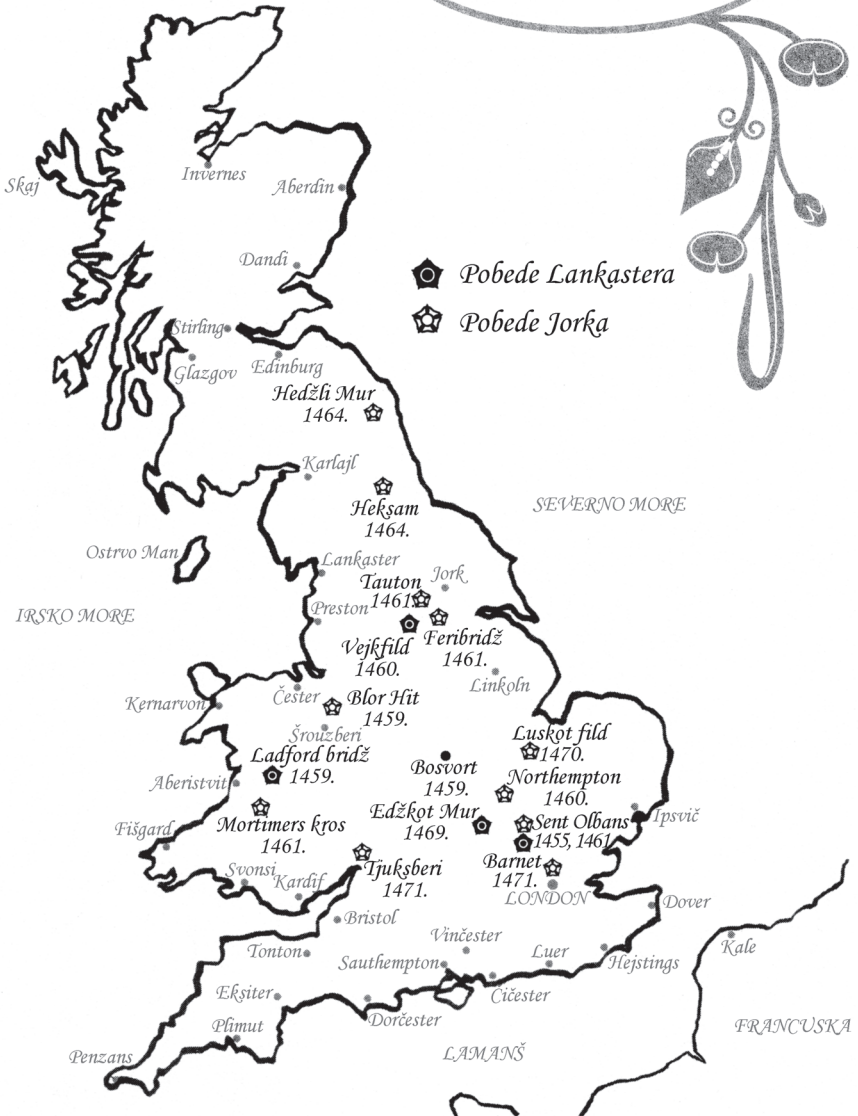 Invernes
Skaj
Aberdin
Dandi
Pobede Lankastera
Pobede Jorka
Stirling
Edinburg
Glazgov
Hedžli Mur
1464.
Karlajl
Heksam
1464.
SEVERNO MORE
Ostrvo Man
Lankaster
Jork
Tauton
1461.
Preston
IRSKO MORE
Feribridž
1461.
Vejkfild
1460.
Linkoln
Čester
Kernarvon
Blor Hit
1459.
Šrouzberi
Luskot fild
1470.
Ladford bridž
1459.
Bosvort
1459.
Northempton
1460.
Aberistvit
Edžkot Mur
1469.
Sent Olbans
1455, 1461.
Ipsvič
Mortimers kros
1461.
Fišgard
Barnet
1471.
Tjuksberi
1471.
Svonsi
Kardif
LONDON
Dover
Bristol
Vinčester
Tonton
Sauthempton
Luer
Hejstings
Kale
Eksiter
Čičester
Dorčester
Plimut
FRANCUSKA
LAMANŠ
Penzans